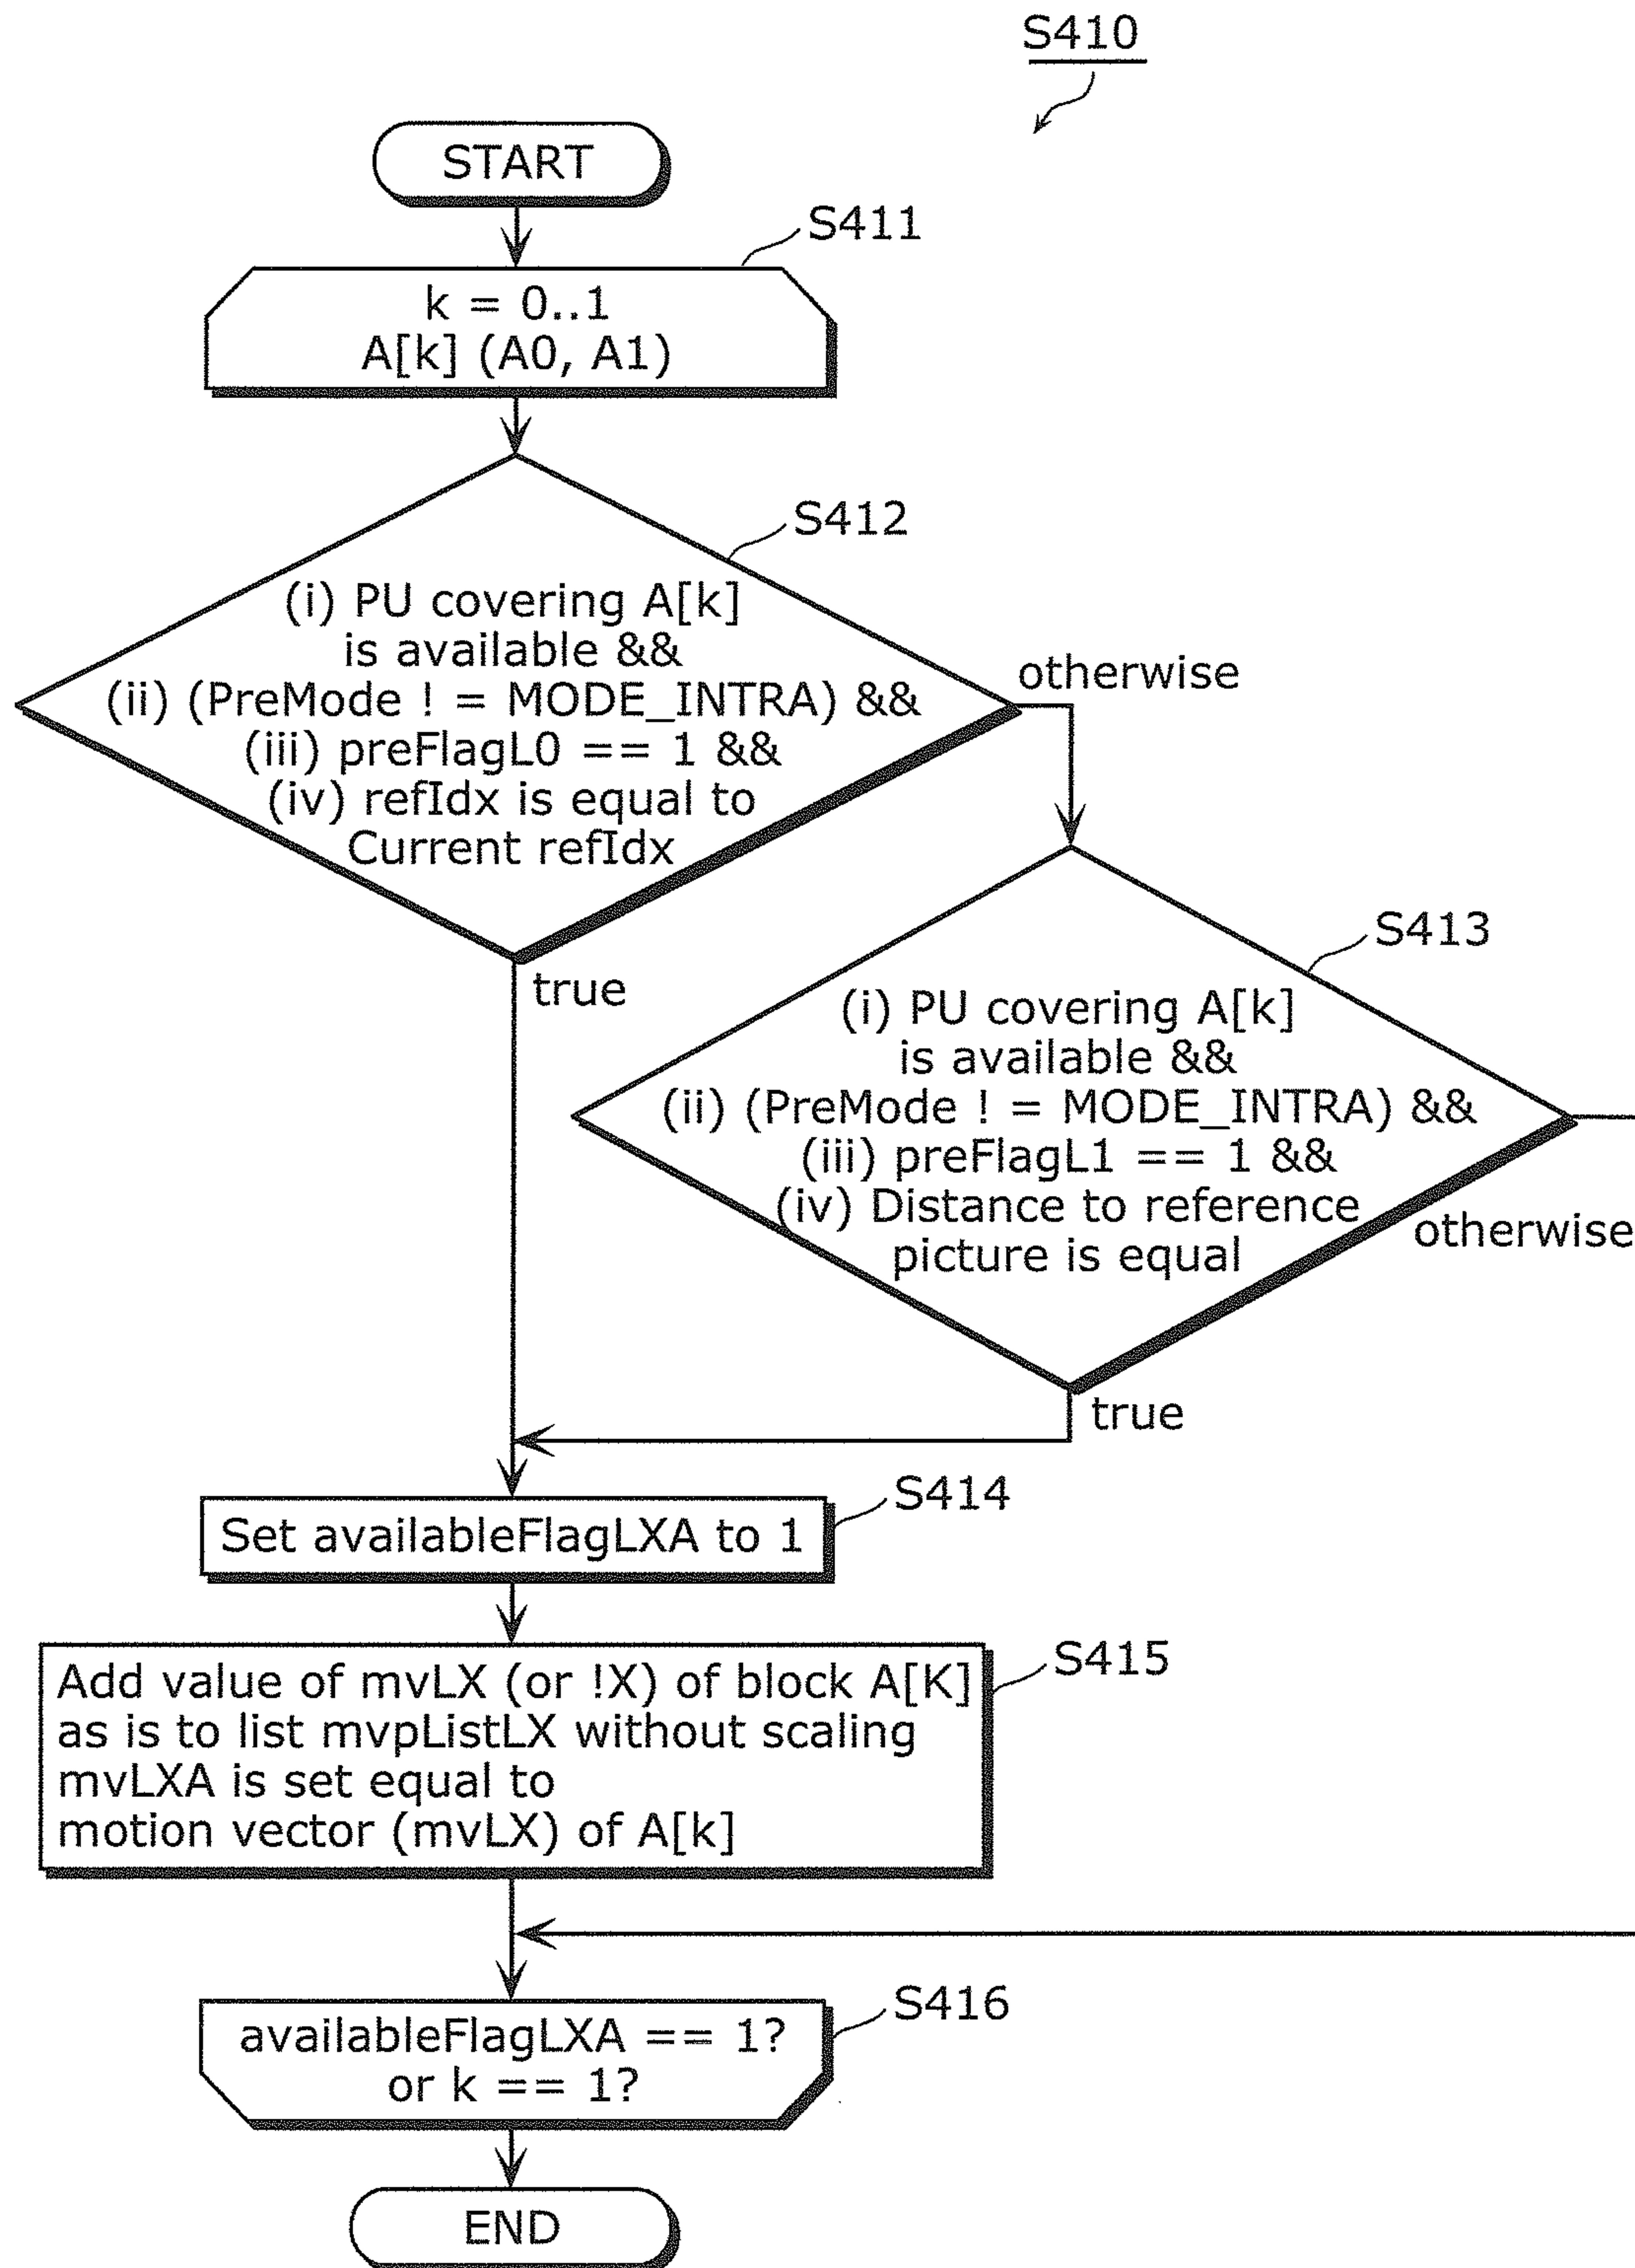 S410
START
S411
k = 0..1
A[k] (A0, A1)
S412
(i) PU covering A[k]
is available &&
(ii) (PreMode ! = MODE_INTRA) &&
(iii) preFlagL0 == 1 &&
(iv) refIdx is equal to
Current refIdx
otherwise
true
S413
(i) PU covering A[k]
is available &&
(ii) (PreMode ! = MODE_INTRA) &&
(iii) preFlagL1 == 1 &&
(iv) Distance to reference
picture is equal
otherwise
true
S414
Set availableFlagLXA to 1
S415
Add value of mvLX (or !X) of block A[K]
as is to list mvpListLX without scaling
mvLXA is set equal to
motion vector (mvLX) of A[k]
S416
availableFlagLXA == 1?
or k == 1?
END